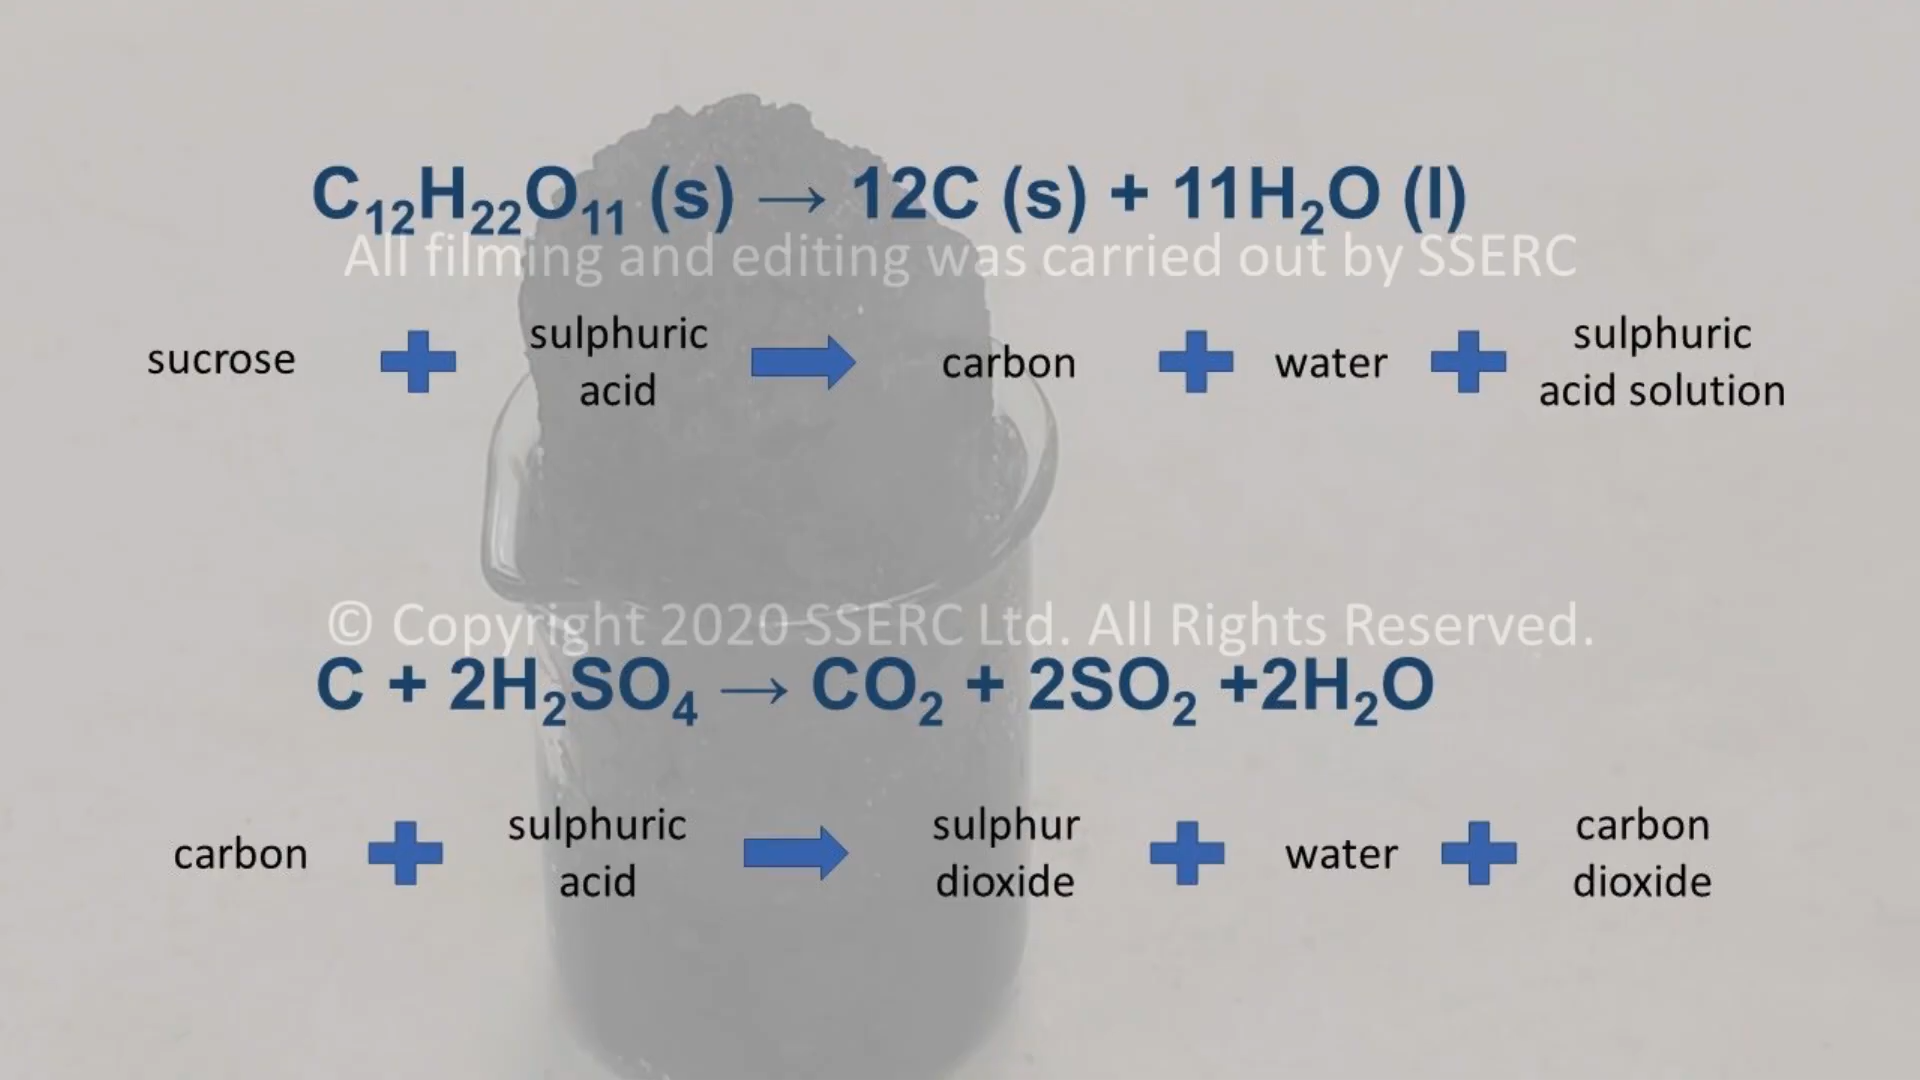 C₁₂H₂₂O₁₁ (s) → 12C (s) + 11H₂O (l)
All filming and editing was carried out by SSERC
sucrose + sulphuric acid → carbon + water + sulphuric acid solution
© Copyright 2020 SSERC Ltd. All Rights Reserved.
C + 2H₂SO₄ → CO₂ + 2SO₂ +2H₂O
carbon + sulphuric acid → sulphur dioxide + water + carbon dioxide